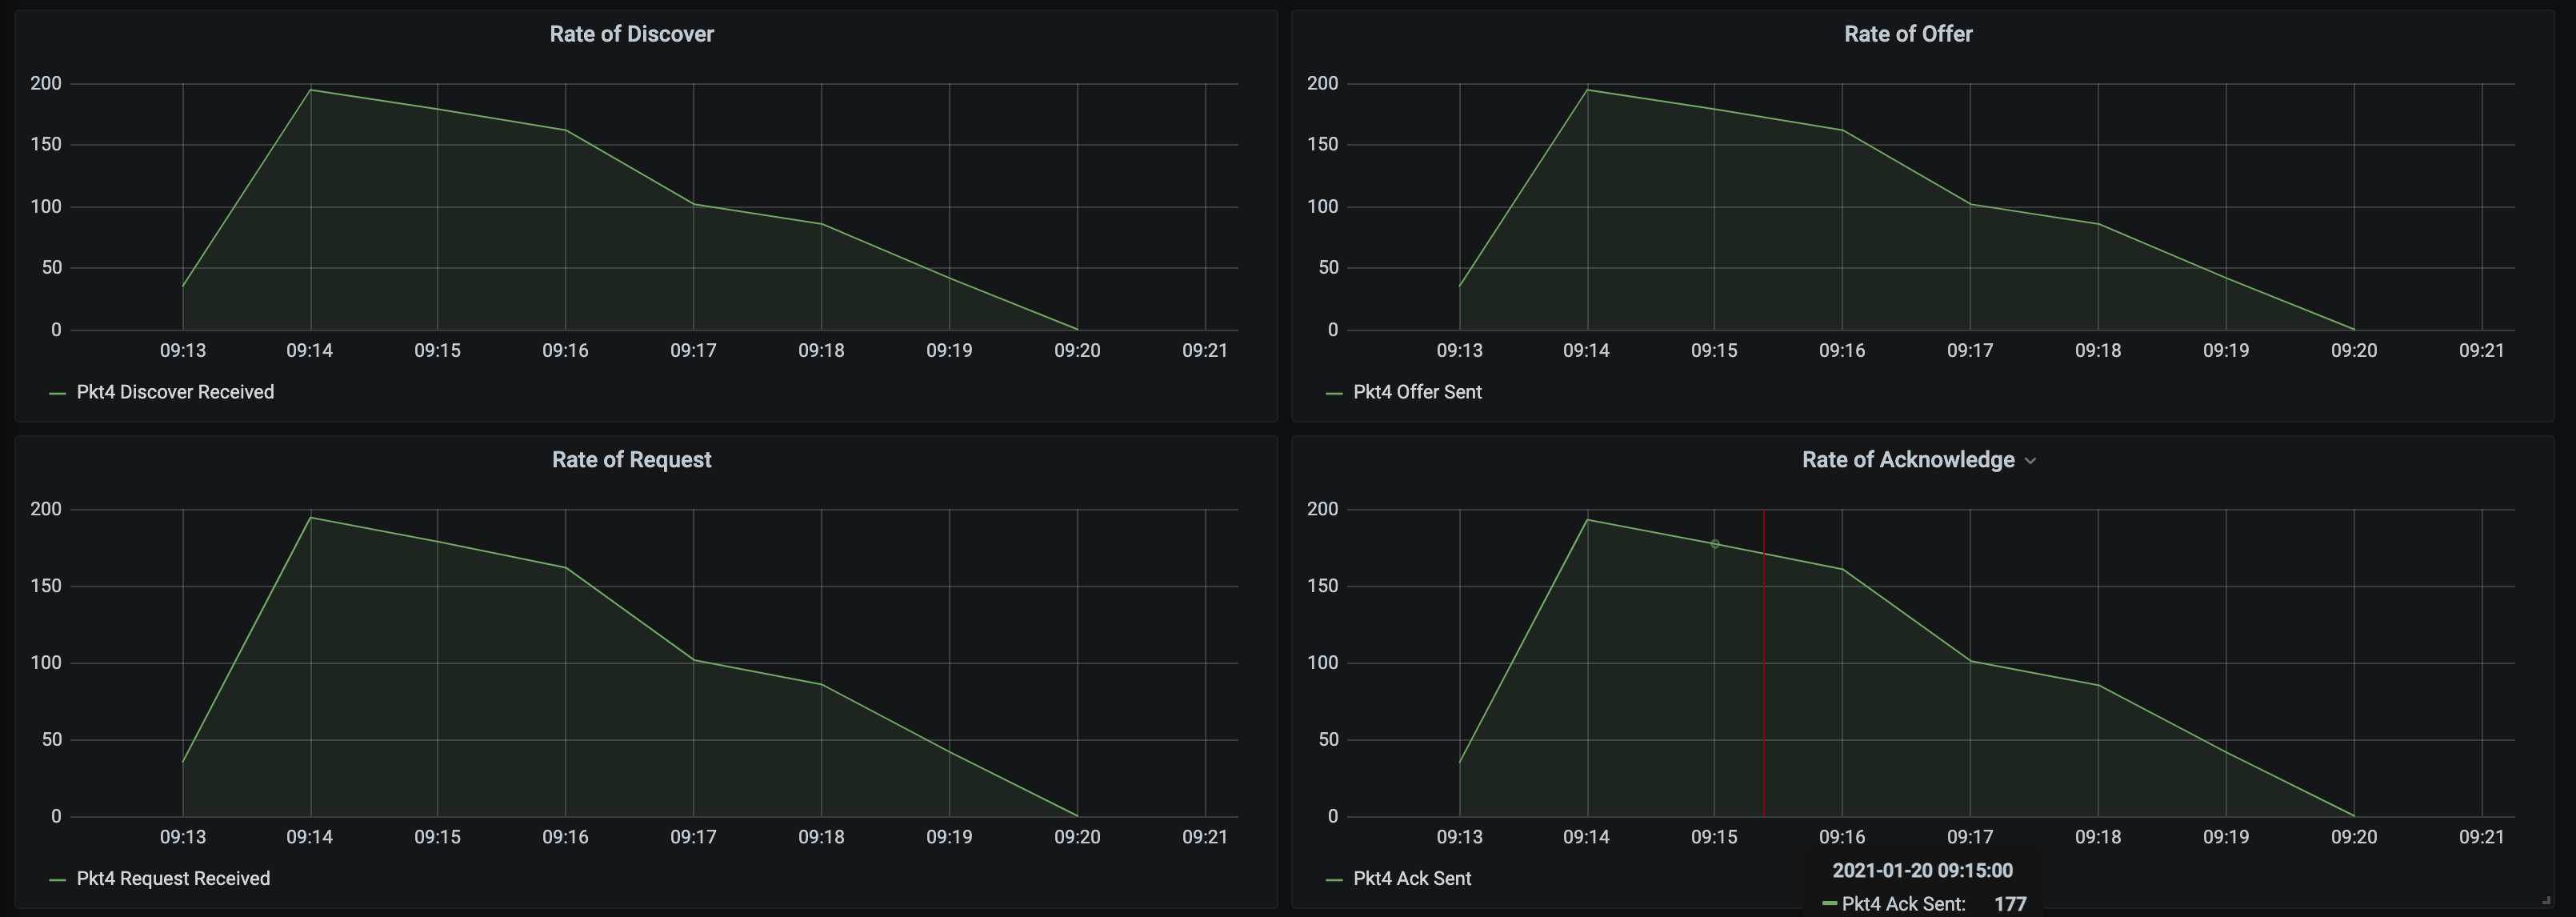 Rate of Discover
200
150
100
50
0
09:13 09:14 09:15 09:16 09:17 09:18 09:19 09:20 09:21
Pkt4 Discover Received
Rate of Offer
200
150
100
50
0
09:13 09:14 09:15 09:16 09:17 09:18 09:19 09:20 09:21
Pkt4 Offer Sent
Rate of Request
200
150
100
50
0
09:13 09:14 09:15 09:16 09:17 09:18 09:19 09:20 09:21
Pkt4 Request Received
Rate of Acknowledge
200
150
100
50
0
09:13 09:14 09:15 09:16 09:17 09:18 09:19 09:20 09:21
Pkt4 Ack Sent
2021-01-20 09:15:00
Pkt4 Ack Sent: 177